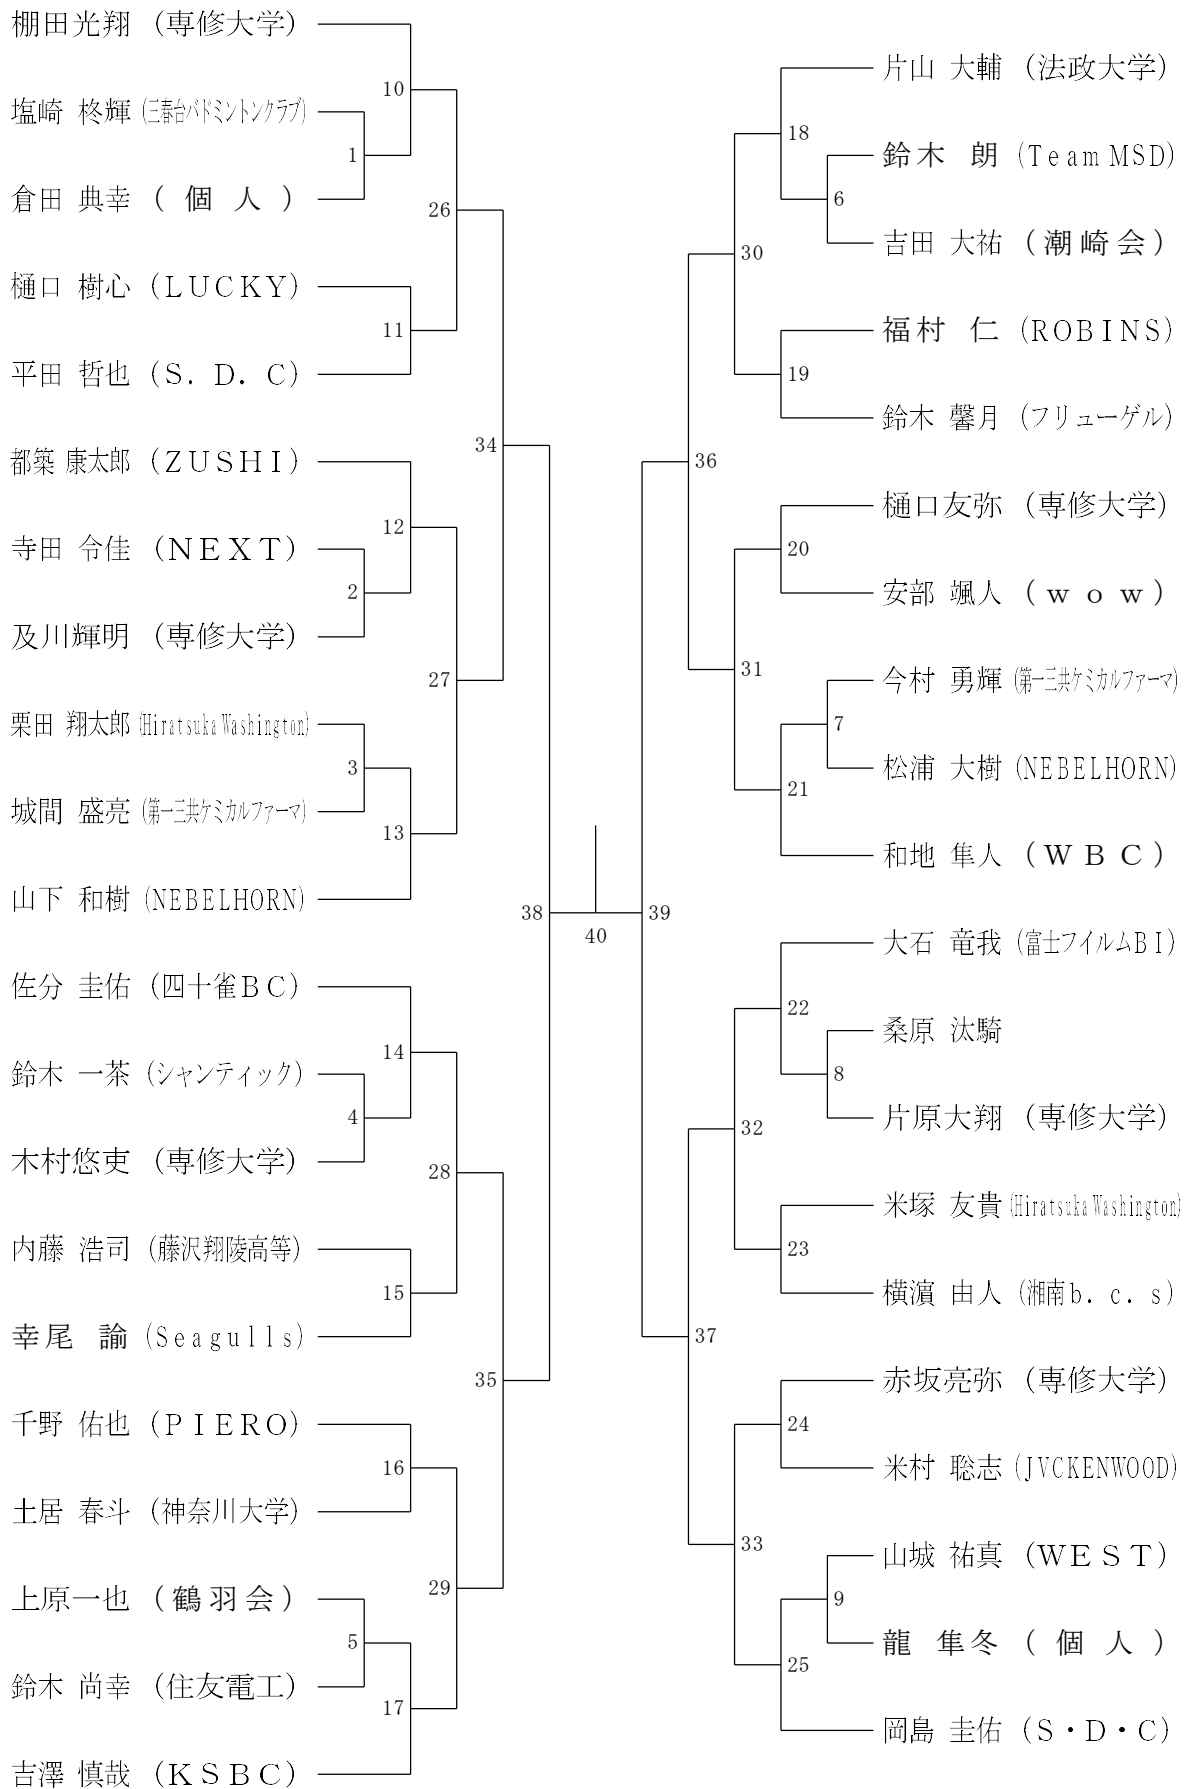 棚田光翔 (専修大学)
塩崎 柊輝 (三春台バドミントンクラブ)
倉田 典幸 ( 個 人 )
樋口 樹心 (LUCKY)
平田 哲也 (S. D. C)
都築 康太郎 (ZUSHI)
寺田 令佳 (NEXT)
及川輝明 (専修大学)
栗田 翔太郎 (Hiratsuka Washington)
城間 盛亮 (第一三共ケミカルファーマ)
山下 和樹 (NEBELHORN)
佐分 圭佑 (四十雀BC)
鈴木 一茶 (シャンティック)
木村悠吏 (専修大学)
内藤 浩司 (藤沢翔陵高等)
幸尾 諭 (Seagulls)
千野 佑也 (PIERO)
土居 春斗 (神奈川大学)
上原一也 (鶴羽会)
鈴木 尚幸 (住友電工)
吉澤 慎哉 (KSBC)
1
2
3
4
5
10
11
12
13
14
15
16
17
26
27
28
29
34
35
38
40
39
36
37
30
31
32
33
18
19
20
21
22
23
24
25
6
7
8
9
片山 大輔 (法政大学)
鈴木 朗 (Team MSD)
吉田 大祐 (潮崎会)
福村 仁 (ROBINS)
鈴木 馨月 (フリューゲル)
樋口友弥 (専修大学)
安部 颯人 (wow)
今村 勇輝 (第一三共ケミカルファーマ)
松浦 大樹 (NEBELHORN)
和地 隼人 (WBC)
大石 竜我 (富士フイルムBI)
桑原 汰騎
片原大翔 (専修大学)
米塚 友貴 (Hiratsuka Washington)
横濵 由人 (湘南b. c. s)
赤坂亮弥 (専修大学)
米村 聡志 (JVCKENWOOD)
山城 祐真 (WEST)
龍 隼冬 ( 個 人 )
岡島 圭佑 (S・D・C)